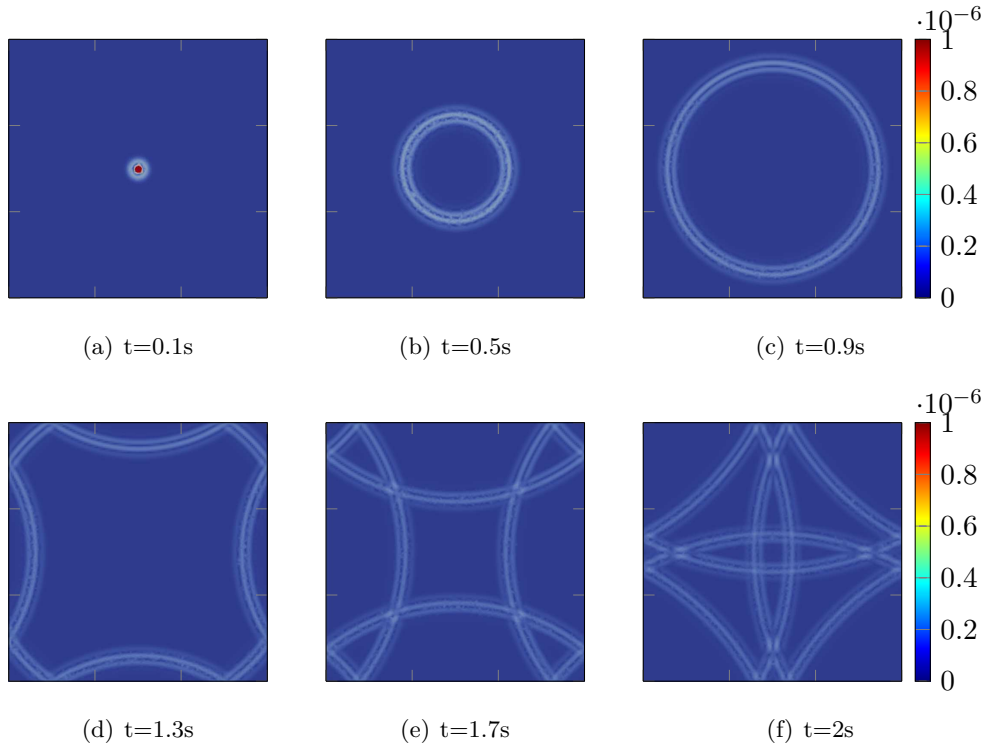 ·10⁻⁶
1
0.8
0.6
0.4
0.2
0
(a) t=0.1s
(b) t=0.5s
(c) t=0.9s
·10⁻⁶
1
0.8
0.6
0.4
0.2
0
(d) t=1.3s
(e) t=1.7s
(f) t=2s